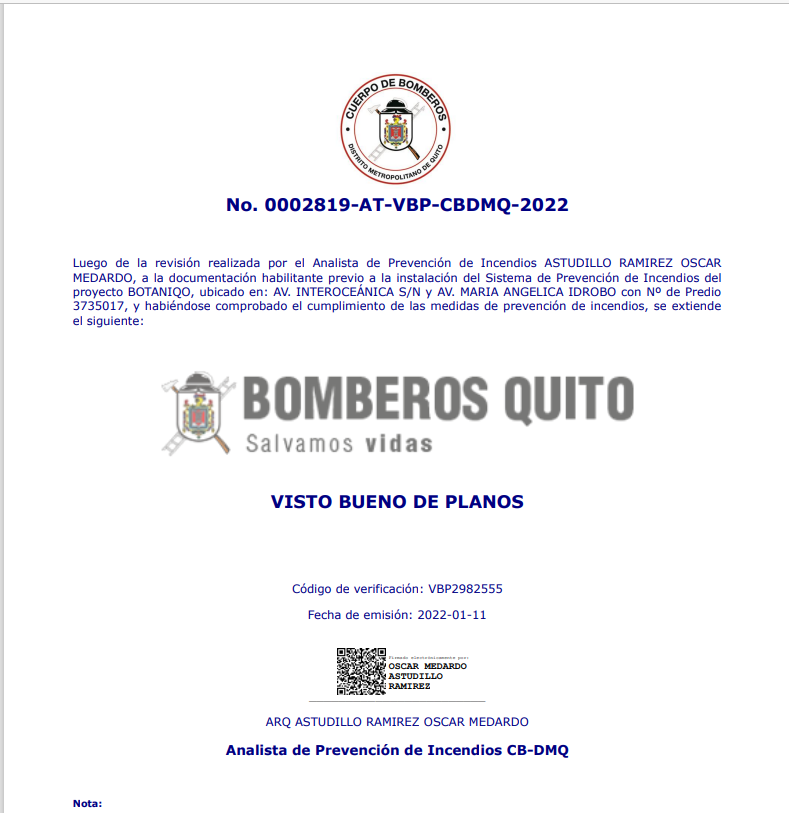 CUERPO DE BOMBEROS
DISTRITO METROPOLITANO DE QUITO
No. 0002819-AT-VBP-CBDMQ-2022
Luego de la revisión realizada por el Analista de Prevención de Incendios ASTUDILLO RAMIREZ OSCAR
MEDARDO, a la documentación habilitante previo a la instalación del Sistema de Prevención de Incendios del
proyecto BOTANIQO, ubicado en: AV. INTEROCEÁNICA S/N y AV. MARIA ANGELICA IDROBO con Nº de Predio
3735017, y habiéndose comprobado el cumplimiento de las medidas de prevención de incendios, se extiende
el siguiente:
BOMBEROS QUITO
Salvamos vidas
VISTO BUENO DE PLANOS
Código de verificación: VBP2982555
Fecha de emisión: 2022-01-11
Firmado electrónicamente por:
OSCAR MEDARDO
ASTUDILLO
RAMIREZ
ARQ ASTUDILLO RAMIREZ OSCAR MEDARDO
Analista de Prevención de Incendios CB-DMQ
Nota: